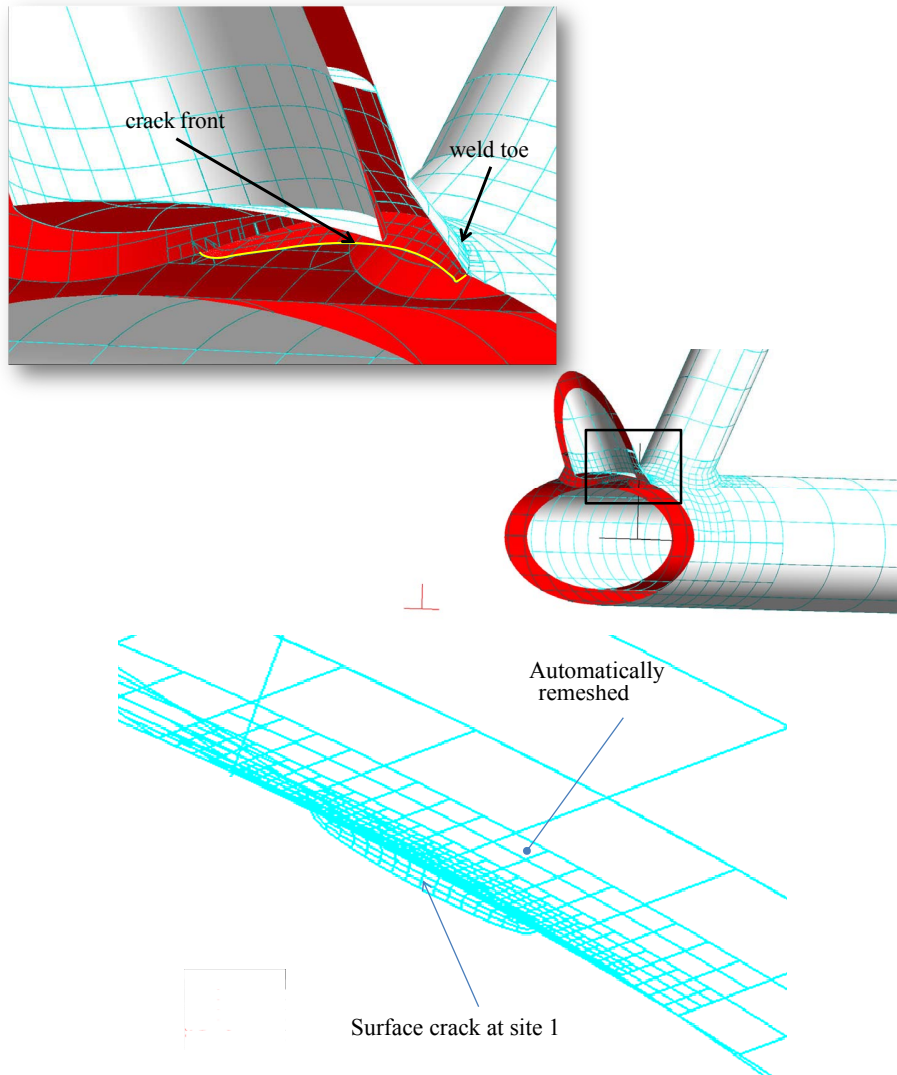 crack front
weld toe
Automatically
remeshed
Surface crack at site 1